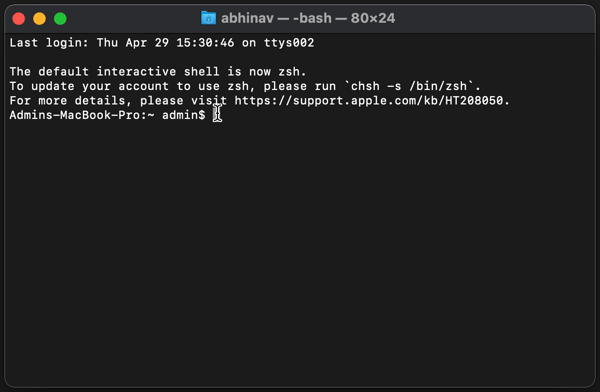 abhinav — -bash — 80×24
Last login: Thu Apr 29 15:30:46 on ttys002
The default interactive shell is now zsh.
To update your account to use zsh, please run `chsh -s /bin/zsh`.
For more details, please visit https://support.apple.com/kb/HT208050.
Admins-MacBook-Pro:~ admin$